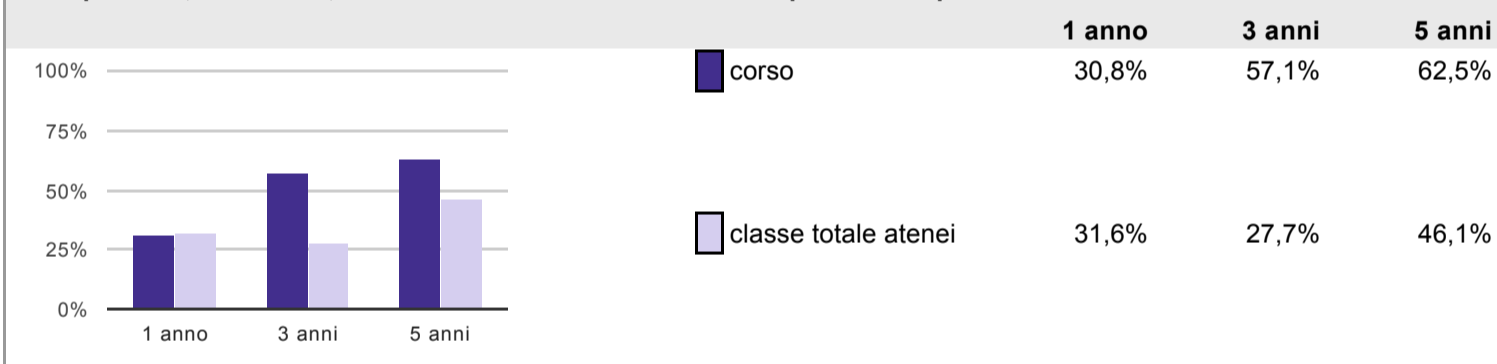 1 anno 3 anni 5 anni
corso 30,8% 57,1% 62,5%
classe totale atenei 31,6% 27,7% 46,1%
100%
75%
50%
25%
0%
1 anno 3 anni 5 anni